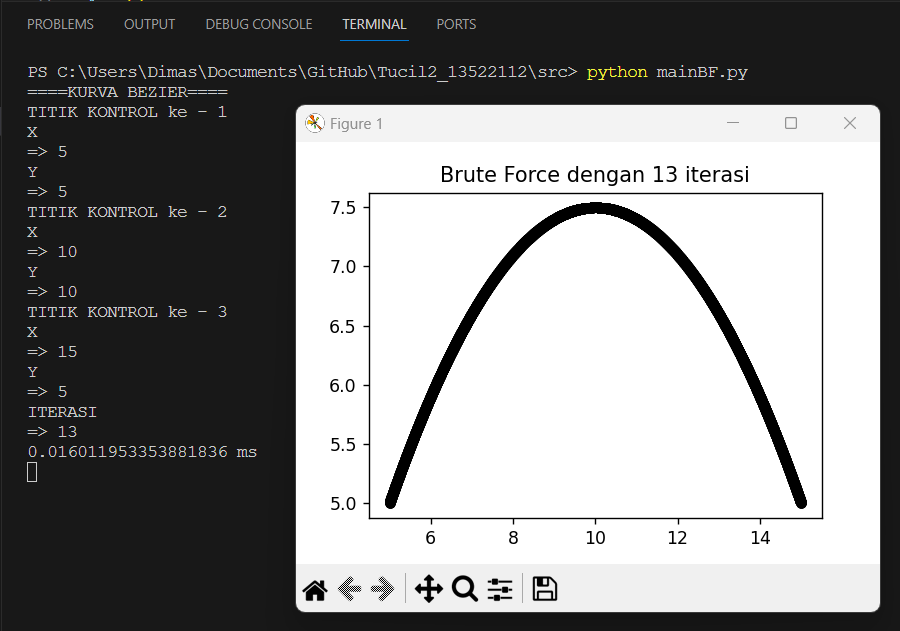 PROBLEMS OUTPUT DEBUG CONSOLE TERMINAL PORTS
PS C:\Users\Dimas\Documents\GitHub\Tucil2_13522112\src> python mainBF.py
====KURVA BEZIER====
TITIK KONTROL ke - 1
X
=> 5
Y
=> 5
TITIK KONTROL ke - 2
X
=> 10
Y
=> 10
TITIK KONTROL ke - 3
X
=> 15
Y
=> 5
ITERASI
=> 13
0.016011953353881836 ms
Figure 1
Brute Force dengan 13 iterasi
7.5
7.0
6.5
6.0
5.5
5.0
6 8 10 12 14